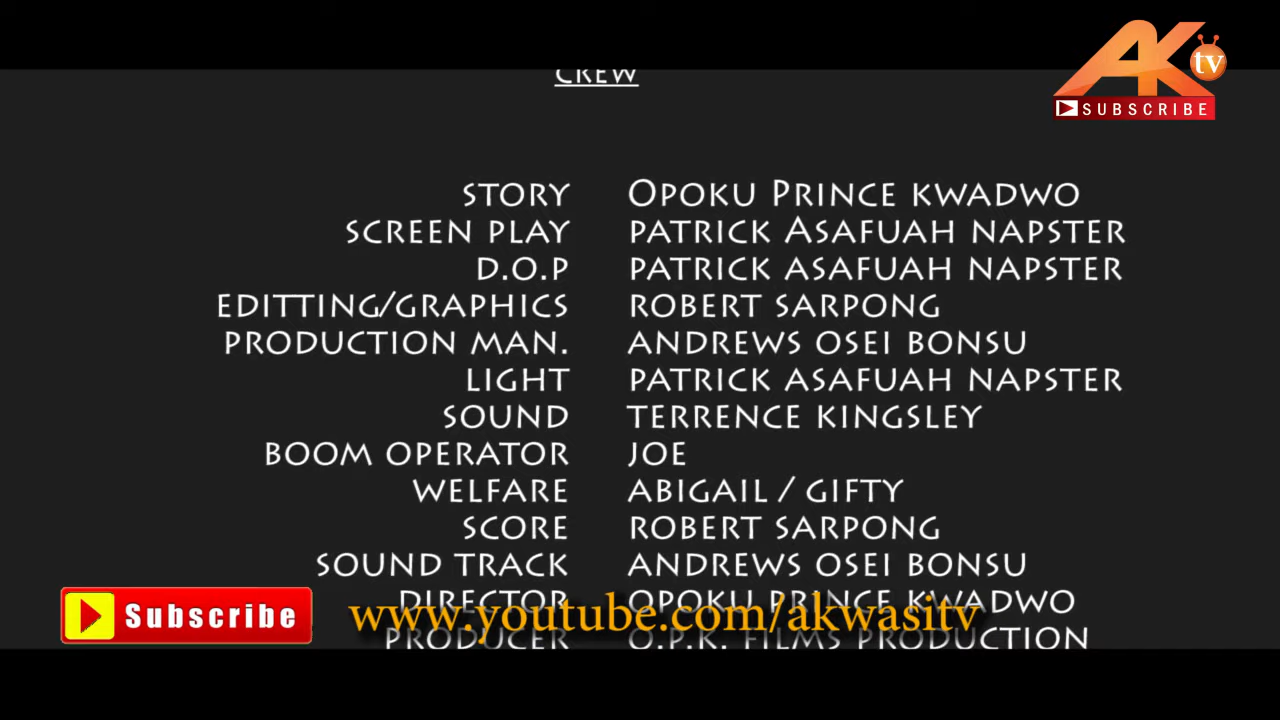 CREW
AK tv
SUBSCRIBE
STORY OPOKU PRINCE KWADWO
SCREEN PLAY PATRICK ASAFUAH NAPSTER
D.O.P PATRICK ASAFUAH NAPSTER
EDITTING/GRAPHICS ROBERT SARPONG
PRODUCTION MAN. ANDREWS OSEI BONSU
LIGHT PATRICK ASAFUAH NAPSTER
SOUND TERRENCE KINGSLEY
BOOM OPERATOR JOE
WELFARE ABIGAIL / GIFTY
SCORE ROBERT SARPONG
SOUND TRACK ANDREWS OSEI BONSU
DIRECTOR OPOKU PRINCE KWADWO
Subscribe www.youtube.com/akwasitv
PRODUCER O.P.K. FILMS PRODUCTION